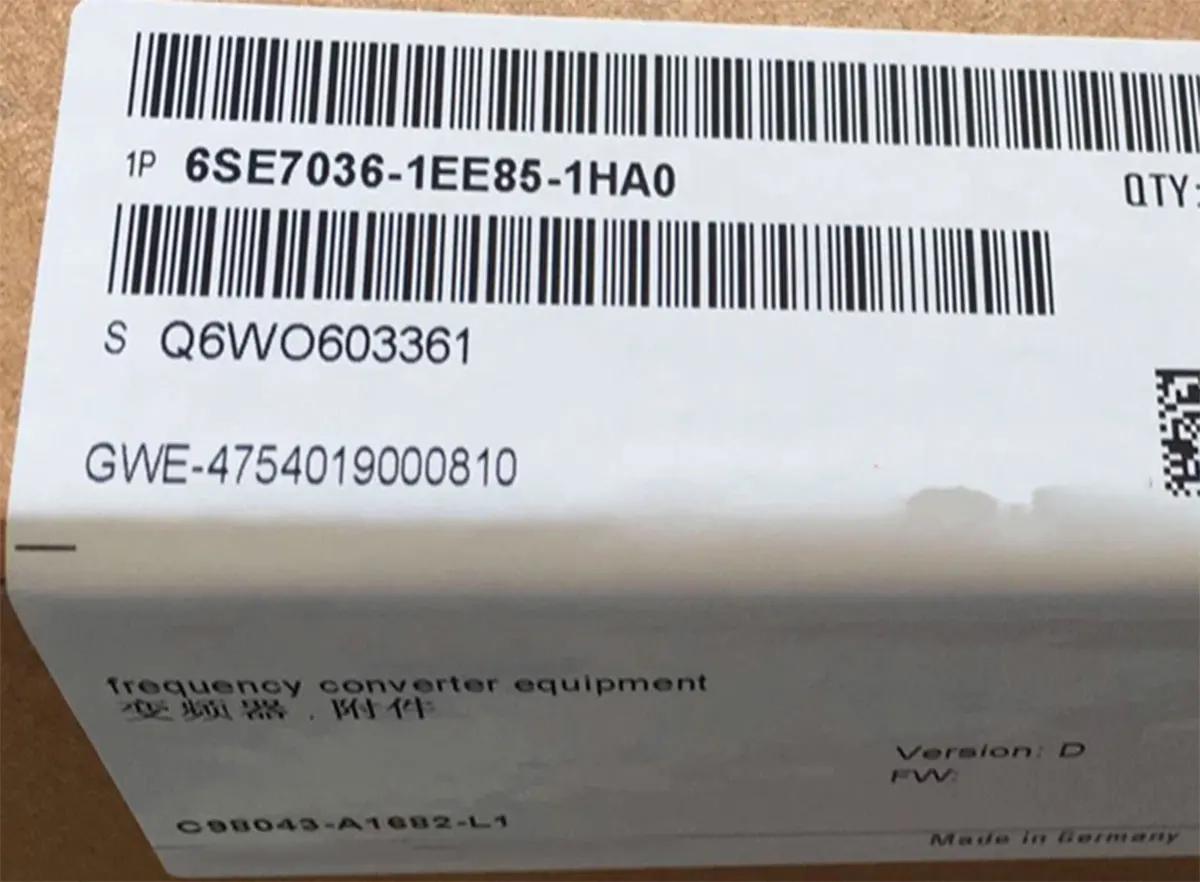 1P 6SE7036-1EE85-1HA0
QTY:
S Q6WO603361
GWE-4754019000810
frequency converter equipment
变频器 . 附件
Version: D
FW:
C98043-A1682-L1
Made in Germany